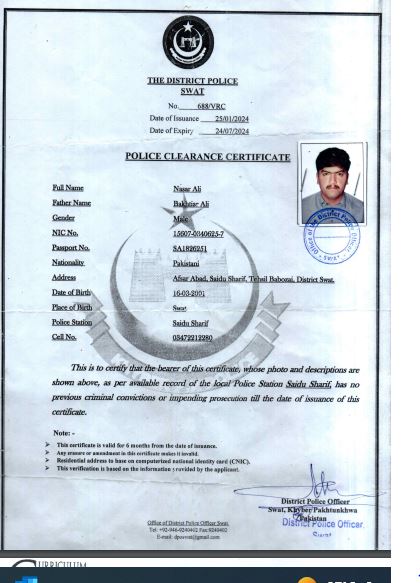 THE DISTRICT POLICE
SWAT
No. 688/VRC
Date of Issuance 25/01/2024
Date of Expiry 24/07/2024
POLICE CLEARANCE CERTIFICATE
Full Name Nasar Ali
Father Name Bakhtiar Ali
Gender Male
NIC No. 15607-0340625-7
Passport No. SA1826251
Nationality Pakistani
Address Afsar Abad, Saidu Sharif, Tehsil Babozai, District Swat.
Date of Birth 16-03-2001
Place of Birth Swat
Police Station Saidu Sharif
Cell No. 03472212280
This is to certify that the bearer of this certificate, whose photo and descriptions are
shown above, as per available record of the local Police Station Saidu Sharif, has no
previous criminal convictions or impending prosecution till the date of issuance of this
certificate.
Note: -
This certificate is valid for 6 months from the date of issuance.
Any erasure or amendment in this certificate makes it invalid.
Residential address to base on computerized national identity card (CNIC).
This verification is based on the information provided by the applicant.
District Police Officer
Swat, Khyber Pakhtunkhwa
Pakistan
District Police Officer,
Swat
Office of District Police Officer Swat.
Tel: +92-946-9240402 Fax:9240402
E-mail: dposwat@gmail.com
CURRICULUM